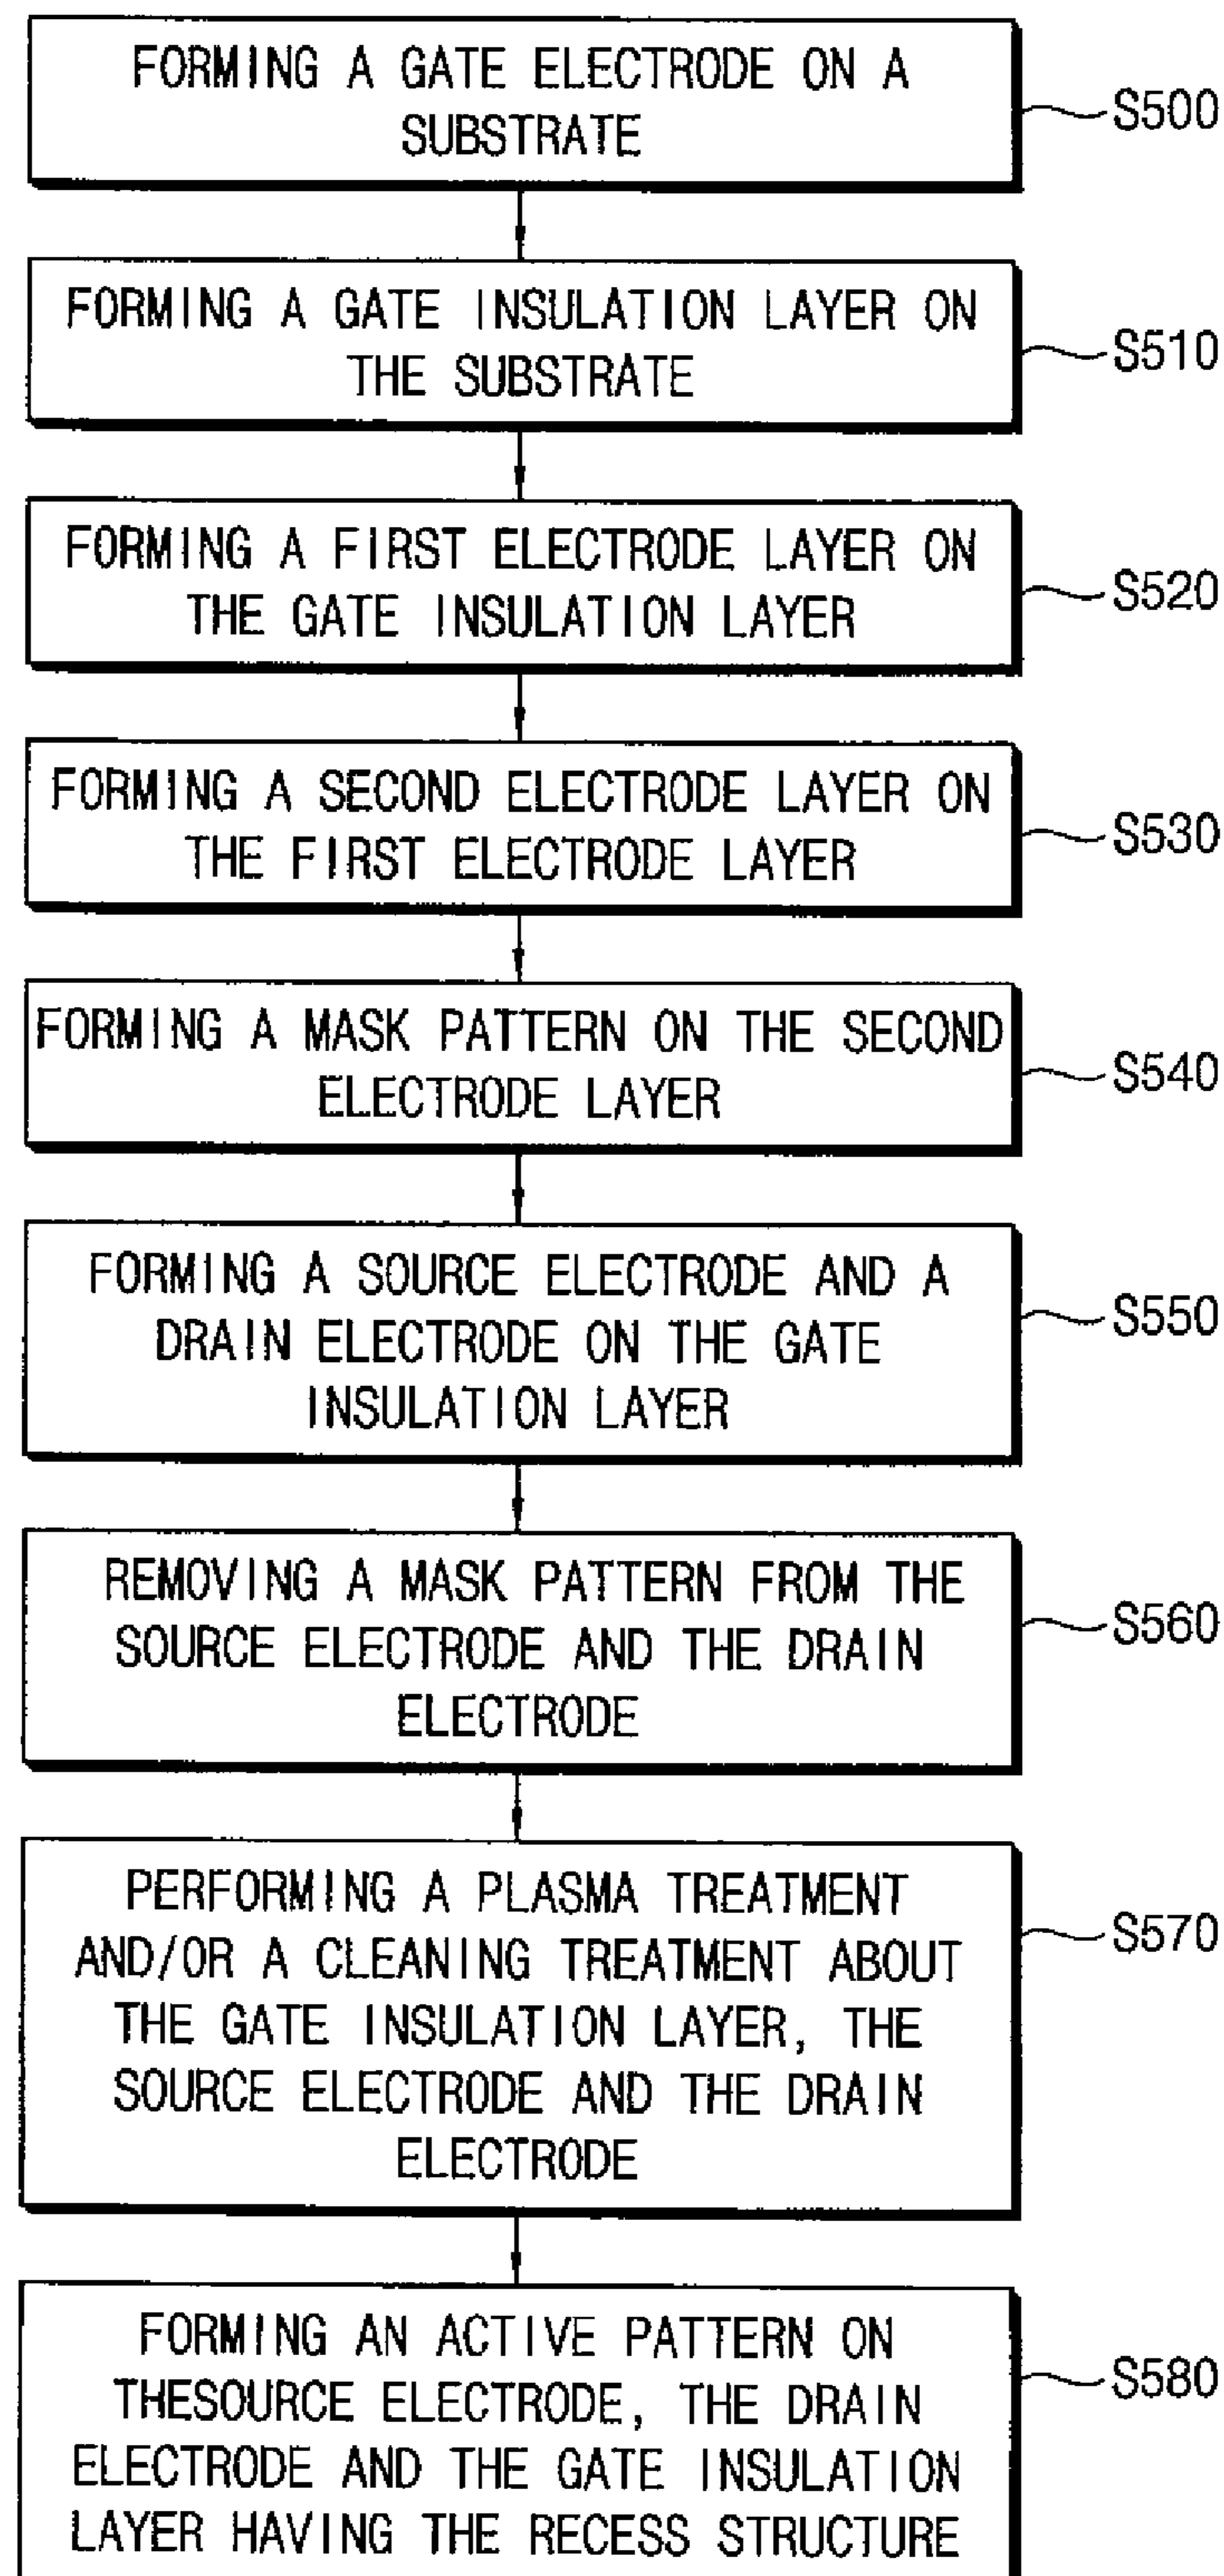 FORMING A GATE ELECTRODE ON A
SUBSTRATE
S500
FORMING A GATE INSULATION LAYER ON
THE SUBSTRATE
S510
FORMING A FIRST ELECTRODE LAYER ON
THE GATE INSULATION LAYER
S520
FORMING A SECOND ELECTRODE LAYER ON
THE FIRST ELECTRODE LAYER
S530
FORMING A MASK PATTERN ON THE SECOND
ELECTRODE LAYER
S540
FORMING A SOURCE ELECTRODE AND A
DRAIN ELECTRODE ON THE GATE
INSULATION LAYER
S550
REMOVING A MASK PATTERN FROM THE
SOURCE ELECTRODE AND THE DRAIN
ELECTRODE
S560
PERFORMING A PLASMA TREATMENT
AND/OR A CLEANING TREATMENT ABOUT
THE GATE INSULATION LAYER, THE
SOURCE ELECTRODE AND THE DRAIN
ELECTRODE
S570
FORMING AN ACTIVE PATTERN ON
THESOURCE ELECTRODE, THE DRAIN
ELECTRODE AND THE GATE INSULATION
LAYER HAVING THE RECESS STRUCTURE
S580